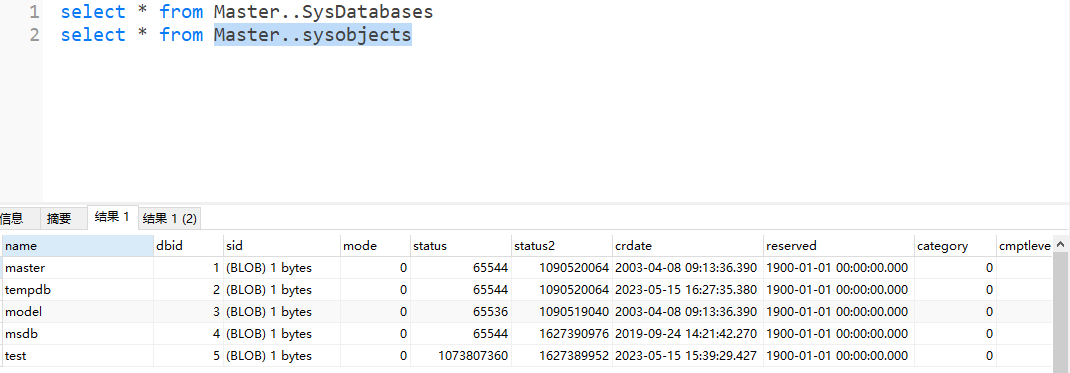 1 select * from Master..SysDatabases
2 select * from Master..sysobjects
信息 摘要 结果 1 结果 1 (2)
name dbid sid mode status status2 crdate reserved category cmptleve
master 1 (BLOB) 1 bytes 0 65544 1090520064 2003-04-08 09:13:36.390 1900-01-01 00:00:00.000 0
tempdb 2 (BLOB) 1 bytes 0 65544 1090520064 2023-05-15 16:27:35.380 1900-01-01 00:00:00.000 0
model 3 (BLOB) 1 bytes 0 65536 1090519040 2003-04-08 09:13:36.390 1900-01-01 00:00:00.000 0
msdb 4 (BLOB) 1 bytes 0 65544 1627390976 2019-09-24 14:21:42.270 1900-01-01 00:00:00.000 0
test 5 (BLOB) 1 bytes 0 1073807360 1627389952 2023-05-15 15:39:29.427 1900-01-01 00:00:00.000 0